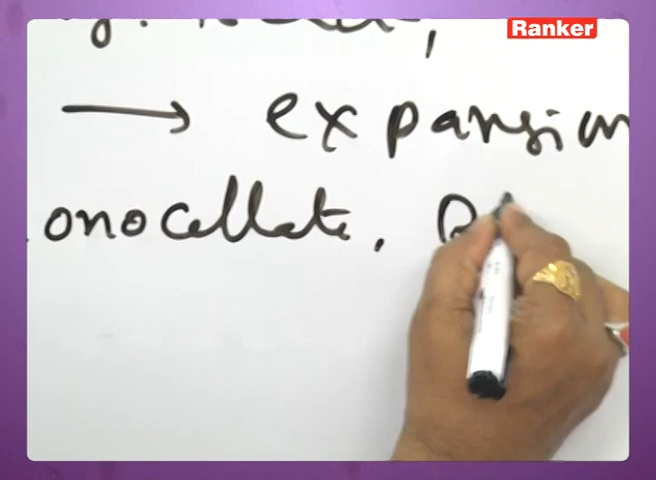 Ranker
→ expansion
onocellate,